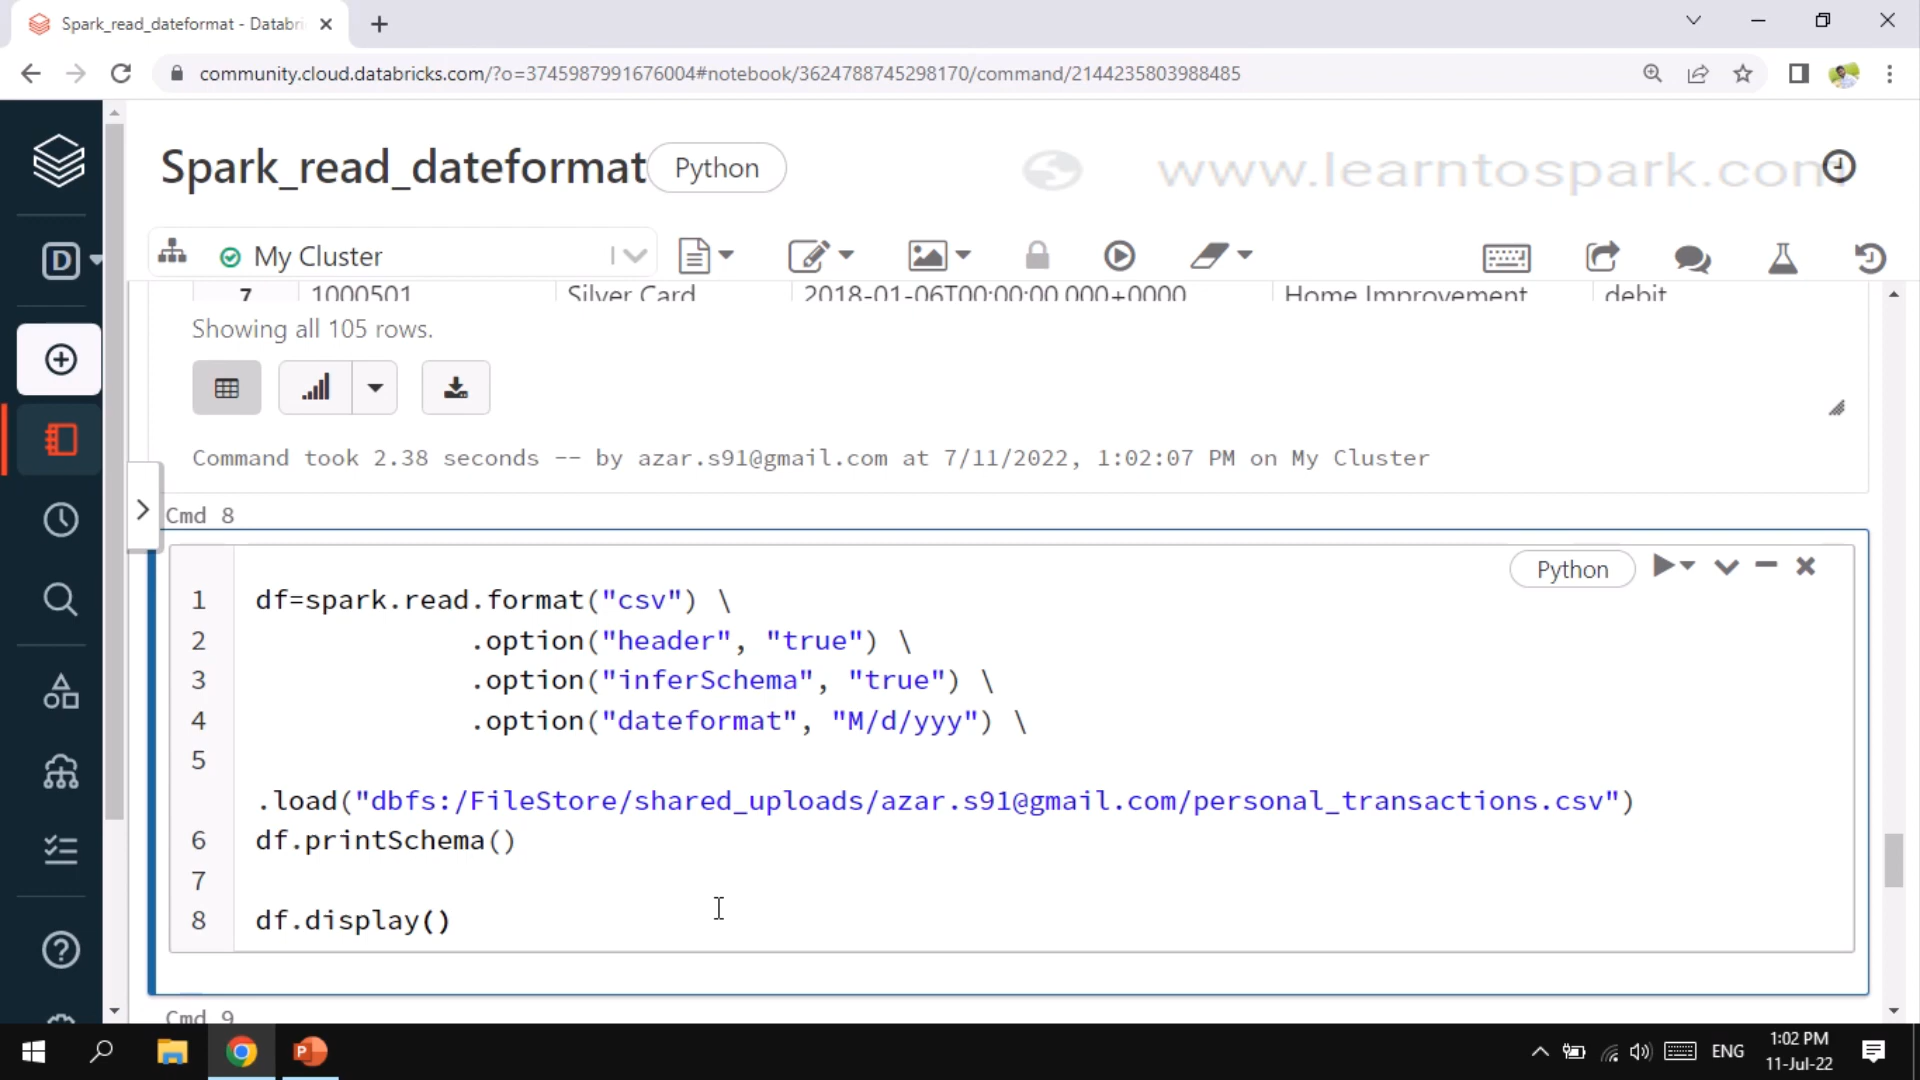 Spark_read_dateformat - Databri
community.cloud.databricks.com/?o=3745987991676004#notebook/3624788745298170/command/2144235803988485
Spark_read_dateformat Python
www.learntospark.com
D
My Cluster
7 1000501 Silver Card 2018-01-06T00:00:00.000+0000 Home Improvement debit
Showing all 105 rows.
Command took 2.38 seconds -- by azar.s91@gmail.com at 7/11/2022, 1:02:07 PM on My Cluster
Cmd 8
Python
1 df=spark.read.format("csv") \
2 .option("header", "true") \
3 .option("inferSchema", "true") \
4 .option("dateformat", "M/d/yyy") \
5
.load("dbfs:/FileStore/shared_uploads/azar.s91@gmail.com/personal_transactions.csv")
6 df.printSchema()
7
8 df.display()
Cmd 9
P
ENG
1:02 PM
11-Jul-22